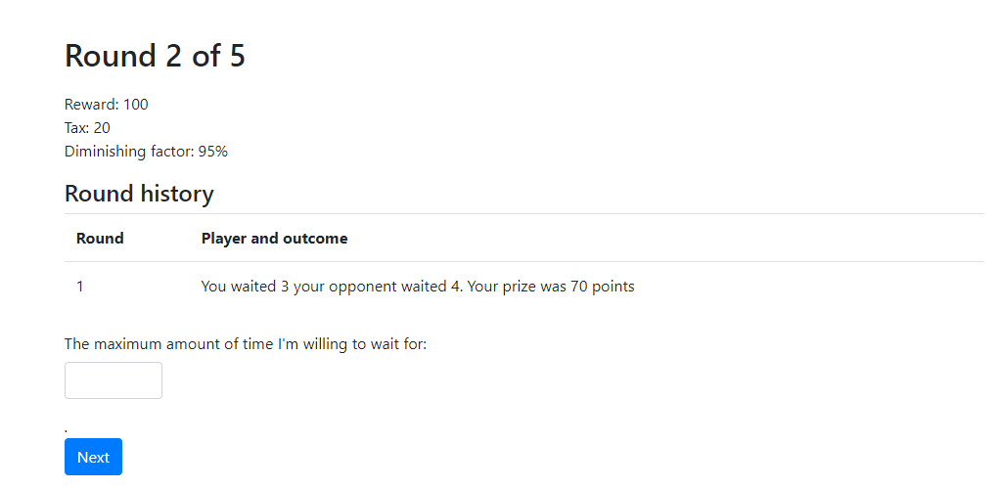 Round 2 of 5
Reward: 100
Tax: 20
Diminishing factor: 95%
Round history
Round Player and outcome
1 You waited 3 your opponent waited 4. Your prize was 70 points
The maximum amount of time I'm willing to wait for:
.
Next